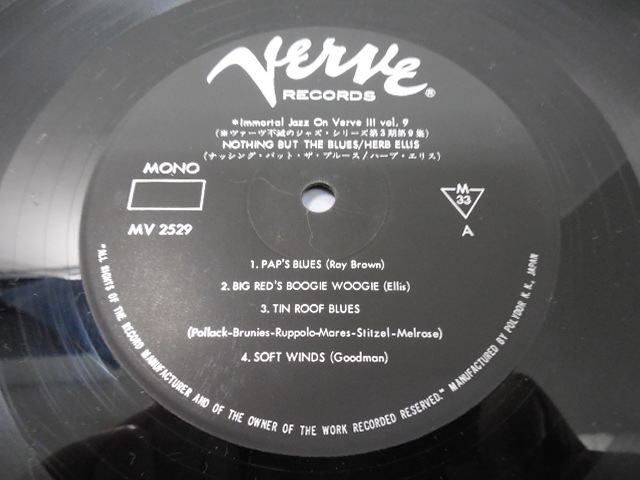 Verve
RECORDS ®
*Immortal Jazz On Verve III vol. 9
(※ヴァーヴ不滅のジャズ・シリーズ第3期第9集)
NOTHING BUT THE BLUES/HERB ELLIS
(ナッシング・バット・ザ・ブルース/ハーブ・エリス)
MONO
MV 2529
M
33
A
1. PAP'S BLUES (Ray Brown)
2. BIG RED'S BOOGIE WOOGIE (Ellis)
3. TIN ROOF BLUES
(Pollack-Brunies-Ruppolo-Mares-Stitzel-Melrose)
4. SOFT WINDS (Goodman)
"ALL RIGHTS OF THE RECORD MANUFACTURER AND OF THE OWNER OF THE WORK RECORDED RESERVED." MANUFACTURED BY POLYDOR K. K. JAPAN